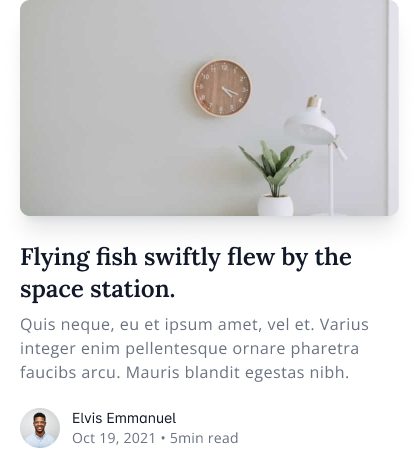 Flying fish swiftly flew by the
space station.
Quis neque, eu et ipsum amet, vel et. Varius
integer enim pellentesque ornare pharetra
faucibs arcu. Mauris blandit egestas nibh.
Elvis Emmanuel
Oct 19, 2021 • 5min read